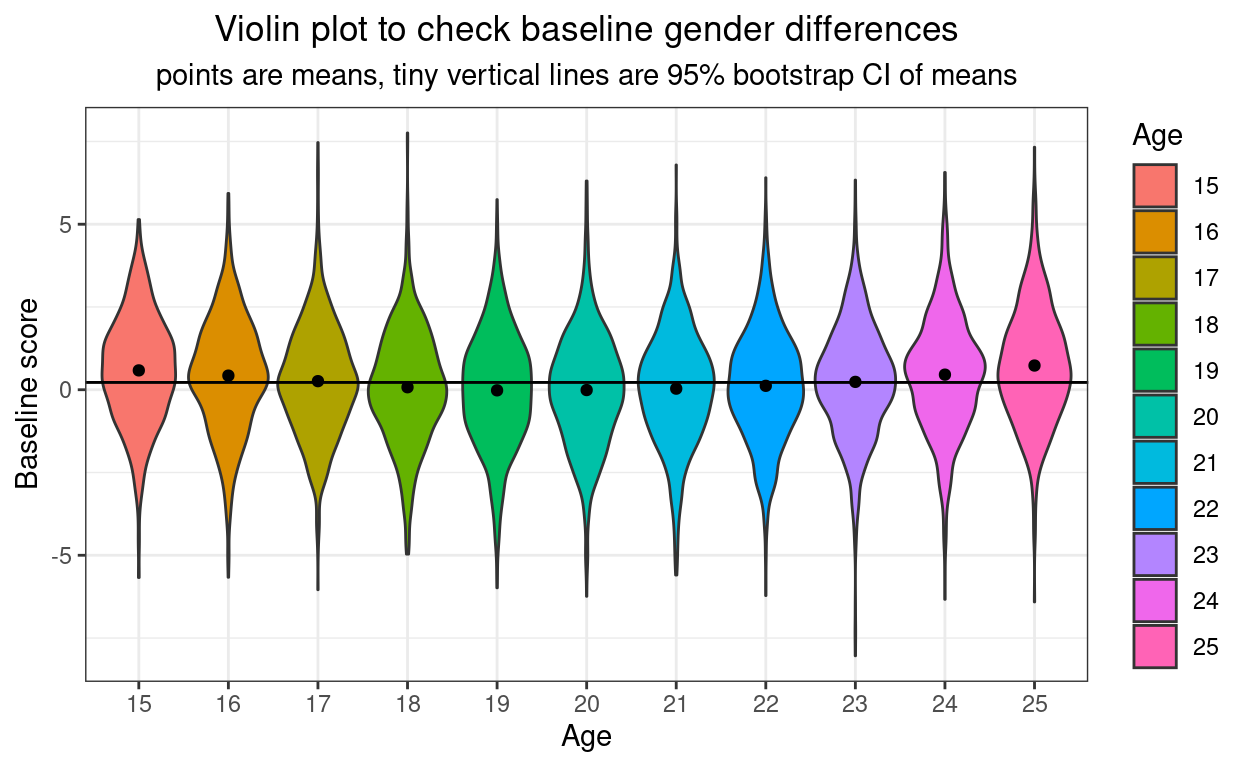 Violin plot to check baseline gender differences
points are means, tiny vertical lines are 95% bootstrap CI of means
Baseline score
5
0
-5
15 16 17 18 19 20 21 22 23 24 25
Age
Age
15
16
17
18
19
20
21
22
23
24
25